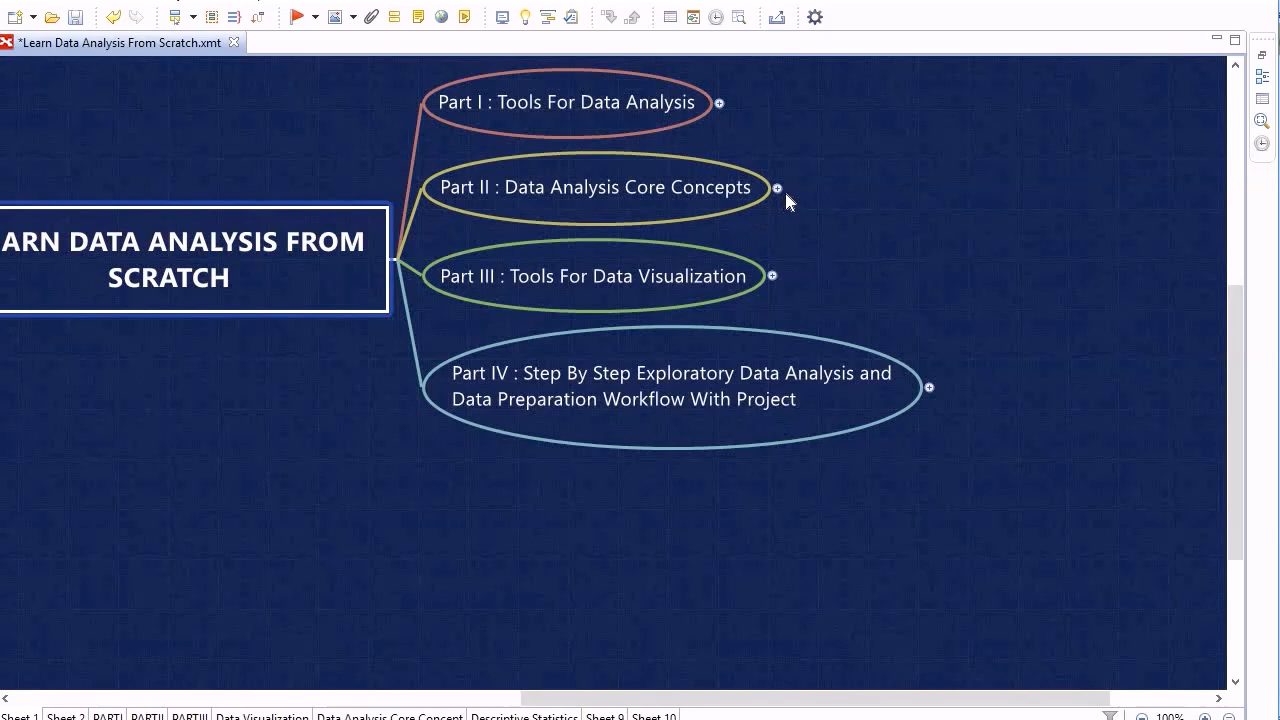 *Learn Data Analysis From Scratch.xmt
Part I : Tools For Data Analysis
Part II : Data Analysis Core Concepts
ARN DATA ANALYSIS FROM
SCRATCH
Part III : Tools For Data Visualization
Part IV : Step By Step Exploratory Data Analysis and
Data Preparation Workflow With Project
Sheet 1 Sheet 2 PARTI PARTII PARTIII Data Visualization Data Analysis Core Concept Descriptive Statistics Sheet 9 Sheet 10 100%